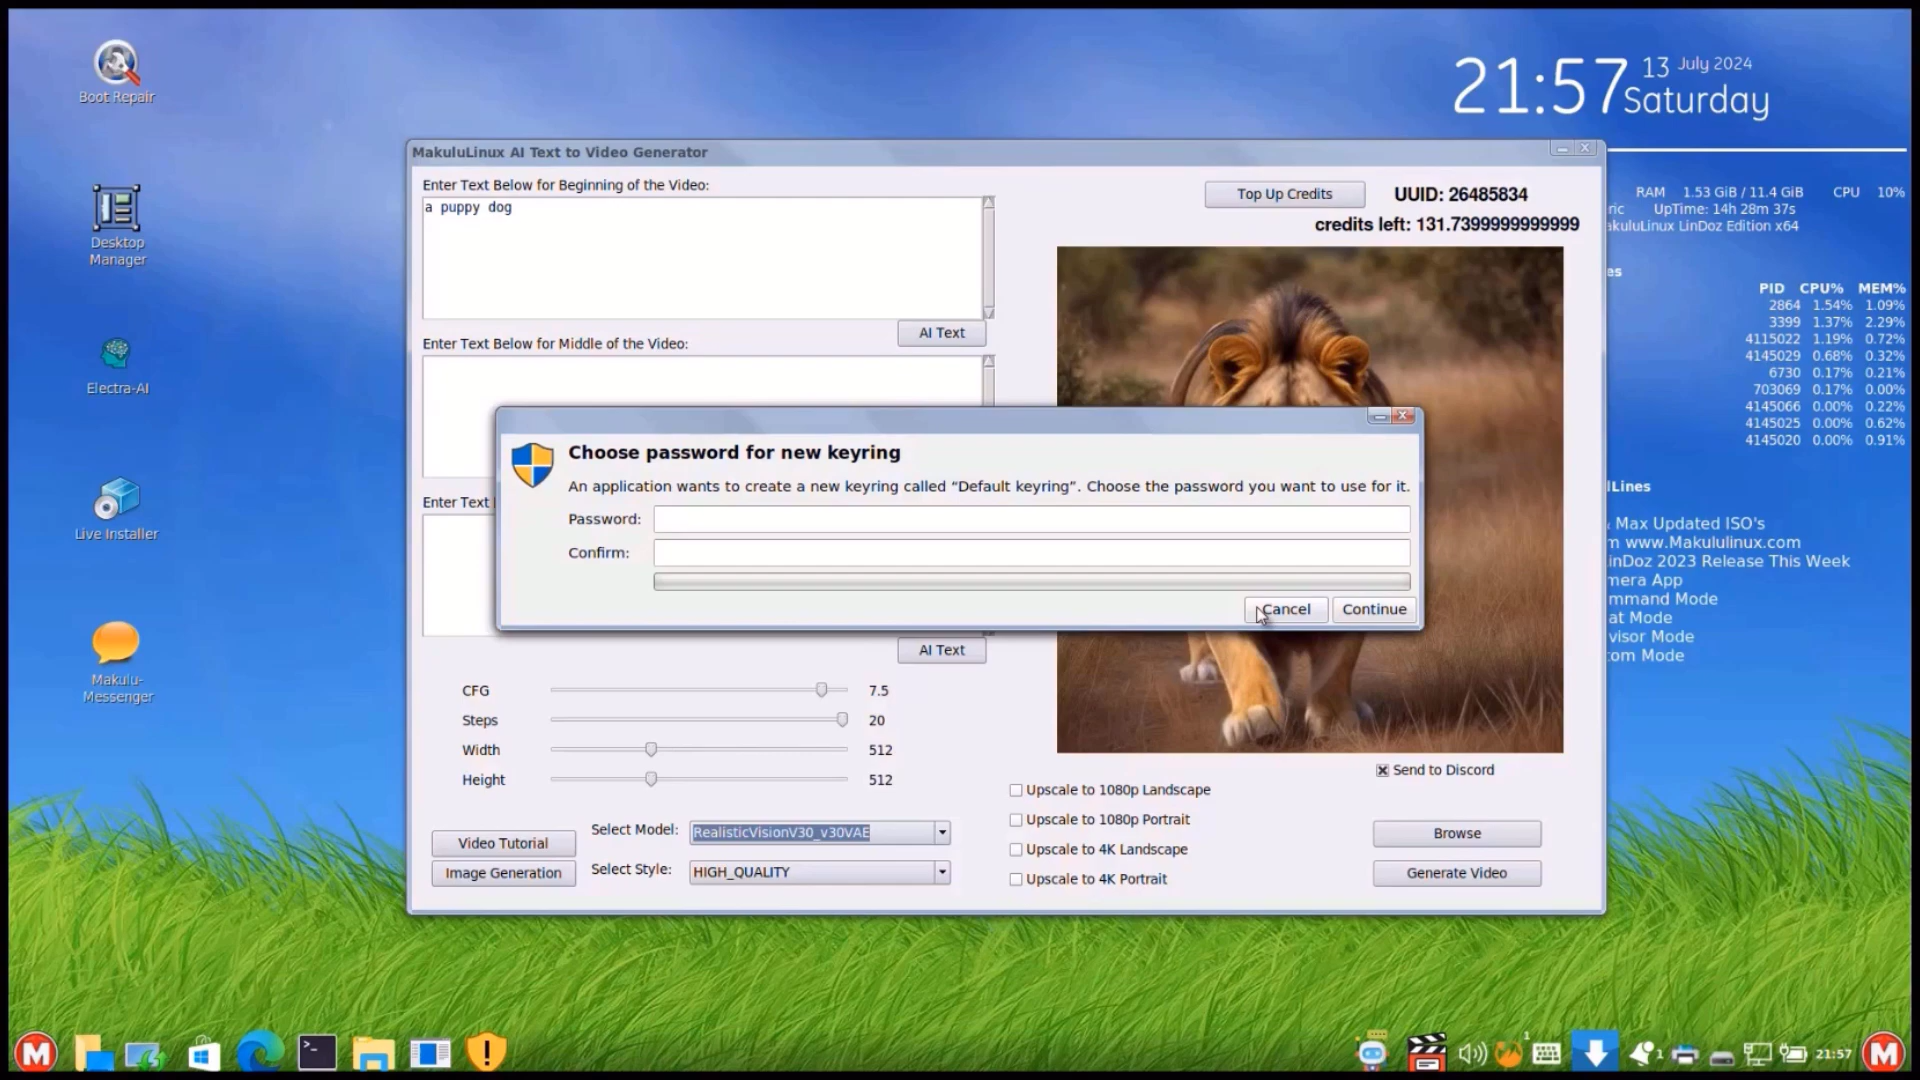 Boot Repair
Desktop
Manager
Electra-AI
Live Installer
Makulu-
Messenger
21:57
13 July 2024
Saturday
RAM 1.53 GiB / 11.4 GiB CPU 10%
ric UpTime: 14h 28m 37s
akuluLinux LinDoz Edition x64
es
PID CPU% MEM%
2864 1.54% 1.09%
3399 1.37% 2.29%
4115022 1.19% 0.72%
4145029 0.68% 0.32%
6730 0.17% 0.21%
703069 0.17% 0.00%
4145066 0.00% 0.22%
4145025 0.00% 0.62%
4145020 0.00% 0.91%
lLines
Max Updated ISO's
m www.Makululinux.com
inDoz 2023 Release This Week
mera App
mmand Mode
at Mode
visor Mode
tom Mode
MakuluLinux AI Text to Video Generator
Enter Text Below for Beginning of the Video:
a puppy dog
AI Text
Enter Text Below for Middle of the Video:
Enter Text
AI Text
Top Up Credits
UUID: 26485834
credits left: 131.7399999999999
Choose password for new keyring
An application wants to create a new keyring called “Default keyring”. Choose the password you want to use for it.
Password:
Confirm:
Cancel
Continue
CFG 7.5
Steps 20
Width 512
Height 512
Send to Discord
Upscale to 1080p Landscape
Upscale to 1080p Portrait
Upscale to 4K Landscape
Upscale to 4K Portrait
Video Tutorial
Image Generation
Select Model: RealisticVisionV30_v30VAE
Select Style: HIGH_QUALITY
Browse
Generate Video
M
>_
1
1
21:57
M